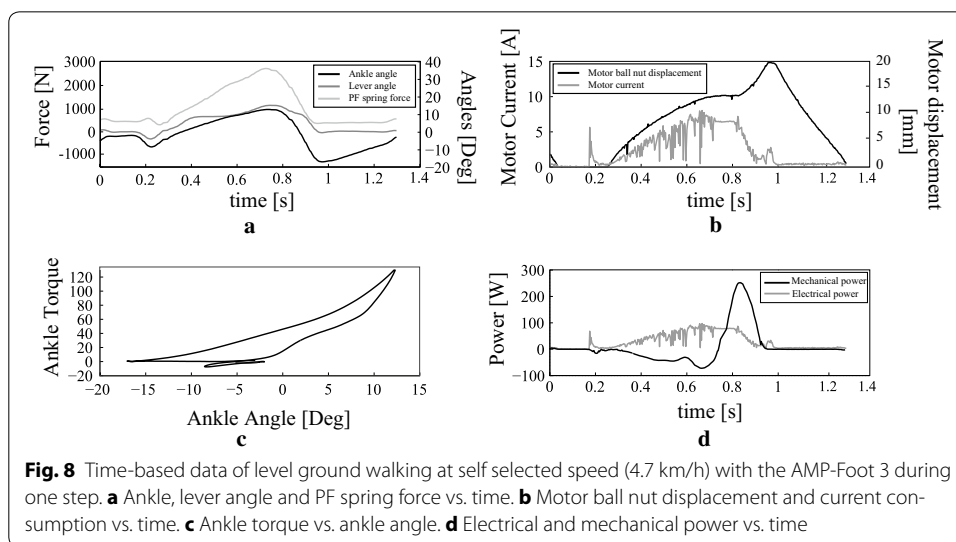 Force [N]
3000
2000
1000
0
-1000
Ankle angle
Lever angle
PF spring force
40
30
20
10
0
−10
−20
Angles [Deg]
0 0.2 0.4 0.6 0.8 1 1.2 1.4
time [s]
a
Motor Current [A]
15
10
5
0
Motor ball nut displacement
Motor current
20
15
10
5
0
Motor displacement
[mm]
0 0.2 0.4 0.6 0.8 1 1.2 1.4
time [s]
b
Ankle Torque
120
100
80
60
40
20
0
−20
−20 −15 −10 −5 0 5 10 15
Ankle Angle [Deg]
c
Power [W]
300
200
100
0
−100
Mechanical power
Electrical power
0 0.2 0.4 0.6 0.8 1 1.2 1.4
time [s]
d
Fig. 8 Time-based data of level ground walking at self selected speed (4.7 km/h) with the AMP-Foot 3 during
one step. a Ankle, lever angle and PF spring force vs. time. b Motor ball nut displacement and current con-
sumption vs. time. c Ankle torque vs. ankle angle. d Electrical and mechanical power vs. time